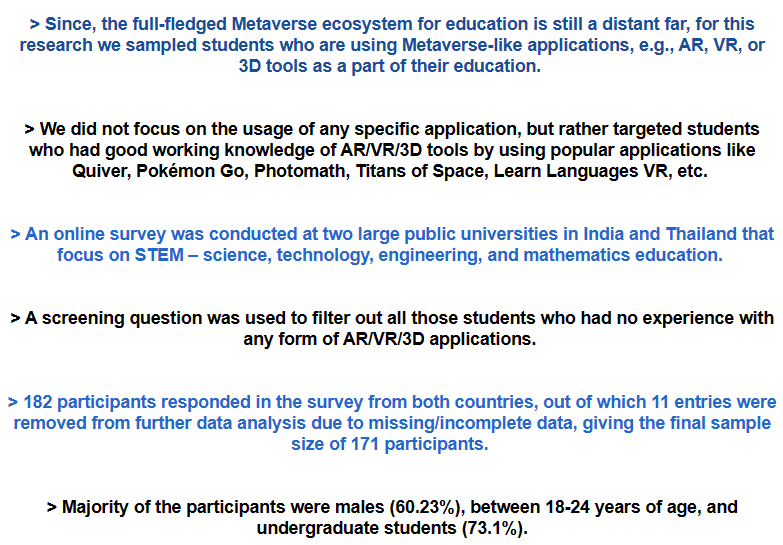 > Since, the full-fledged Metaverse ecosystem for education is still a distant far, for this
research we sampled students who are using Metaverse-like applications, e.g., AR, VR, or
3D tools as a part of their education.
> We did not focus on the usage of any specific application, but rather targeted students
who had good working knowledge of AR/VR/3D tools by using popular applications like
Quiver, Pokémon Go, Photomath, Titans of Space, Learn Languages VR, etc.
> An online survey was conducted at two large public universities in India and Thailand that
focus on STEM – science, technology, engineering, and mathematics education.
> A screening question was used to filter out all those students who had no experience with
any form of AR/VR/3D applications.
> 182 participants responded in the survey from both countries, out of which 11 entries were
removed from further data analysis due to missing/incomplete data, giving the final sample
size of 171 participants.
> Majority of the participants were males (60.23%), between 18-24 years of age, and
undergraduate students (73.1%).